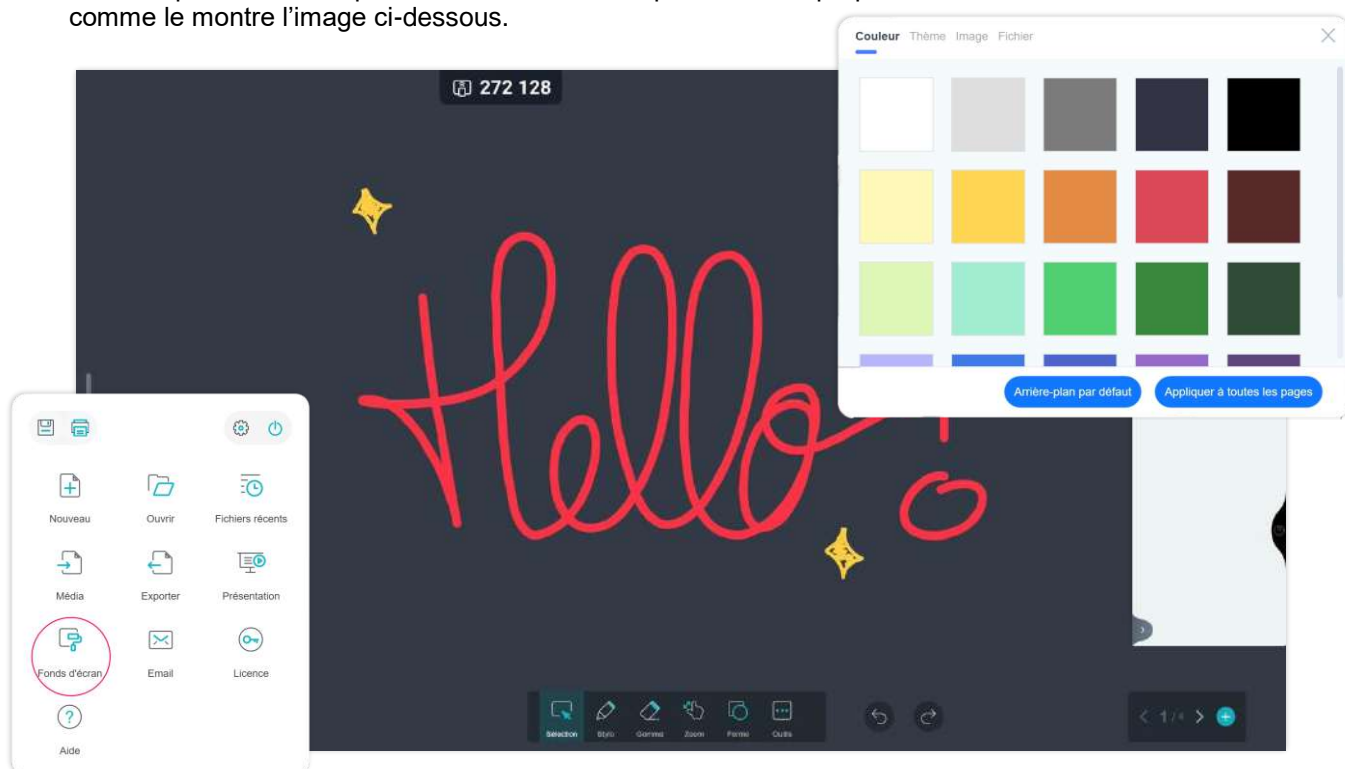 comme le montre l’image ci-dessous.
Couleur Thème Image Fichier
272 128
Hello !
Arrière-plan par défaut Appliquer à toutes les pages
Nouveau Ouvrir Fichiers récents
Média Exporter Présentation
Fonds d'écran Email Licence
Aide
Sélection Stylo Gomme Zoom Forme Outils
1/4